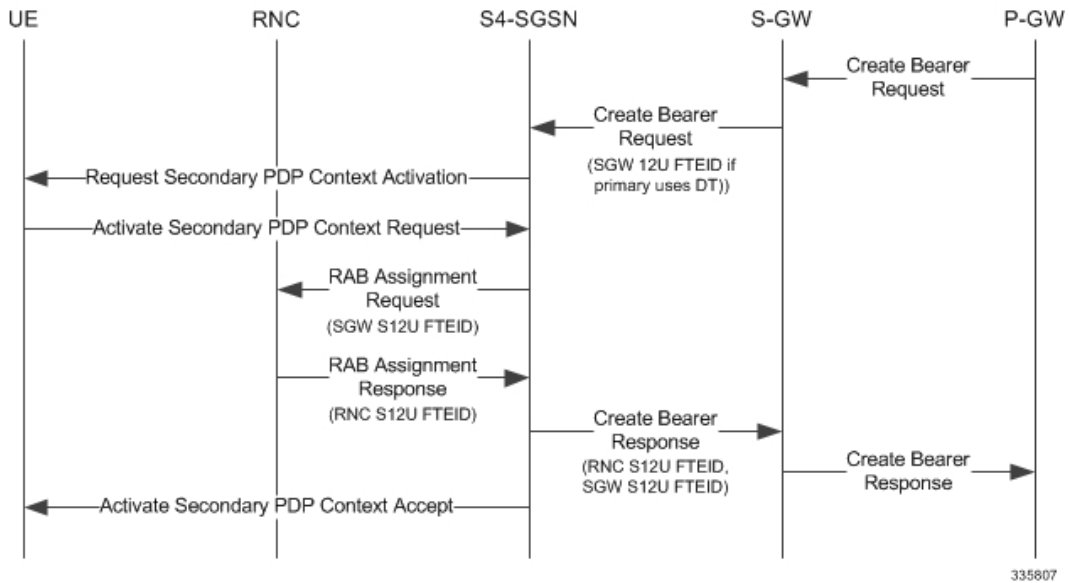 UE RNC S4-SGSN S-GW P-GW
Create Bearer
Request
Create Bearer
Request
(SGW 12U FTEID if
primary uses DT))
Request Secondary PDP Context Activation
Activate Secondary PDP Context Request
RAB Assignment
Request
(SGW S12U FTEID)
RAB Assignment
Response
(RNC S12U FTEID)
Create Bearer
Response
(RNC S12U FTEID,
SGW S12U FTEID)
Create Bearer
Response
Activate Secondary PDP Context Accept
335807